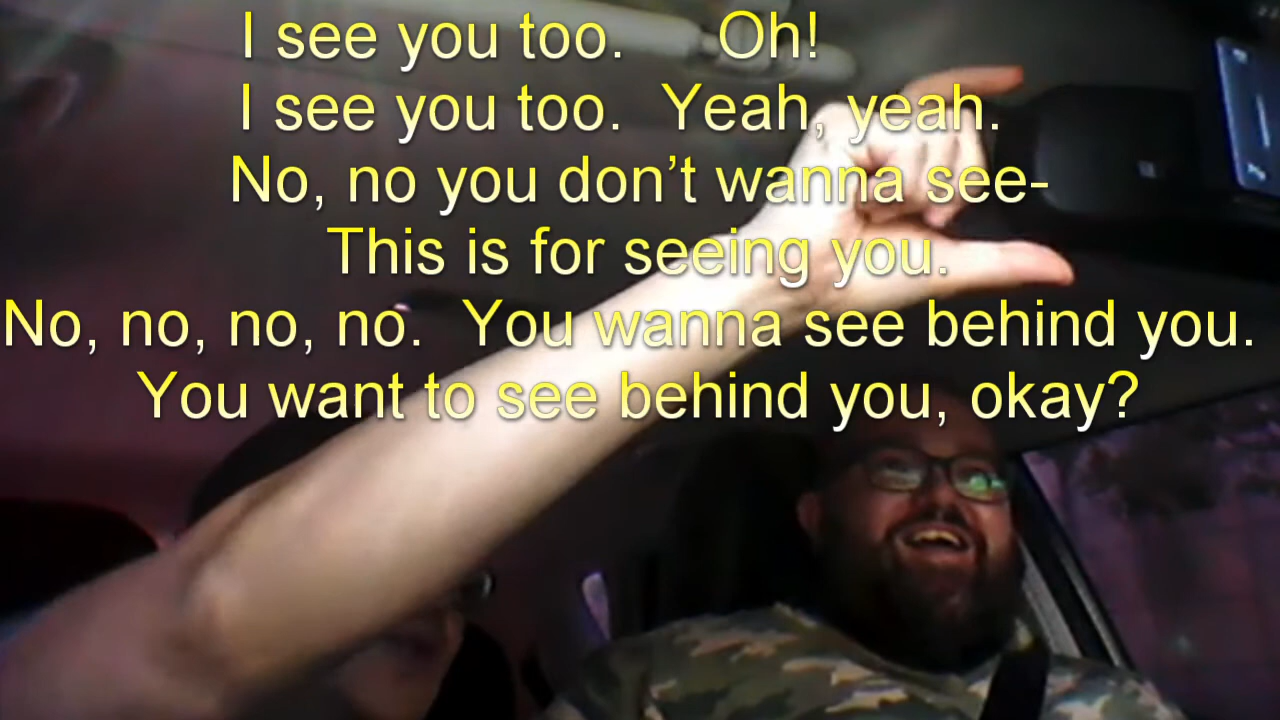 I see you too. Oh!
I see you too. Yeah, yeah.
No, no you don’t wanna see-
This is for seeing you.
No, no, no, no. You wanna see behind you.
You want to see behind you, okay?